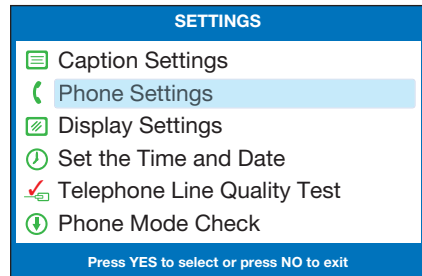 SETTINGS
Caption Settings
Phone Settings
Display Settings
Set the Time and Date
Telephone Line Quality Test
Phone Mode Check
Press YES to select or press NO to exit